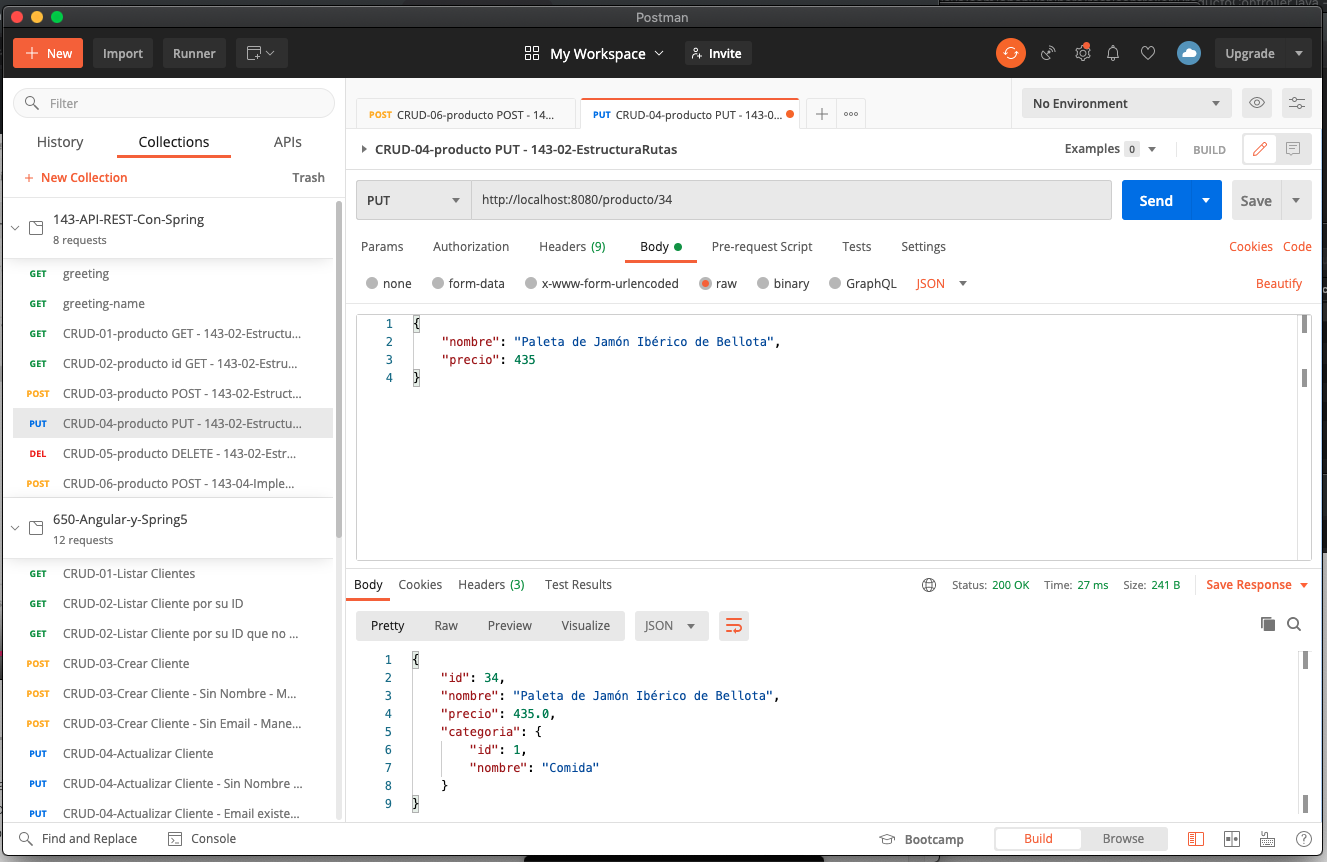 Postman
New
Import
Runner
My Workspace
Invite
Upgrade
Filter
History
Collections
APIs
+ New Collection
Trash
143-API-REST-Con-Spring
8 requests
GET greeting
GET greeting-name
GET CRUD-01-producto GET - 143-02-Estructu...
GET CRUD-02-producto id GET - 143-02-Estru...
POST CRUD-03-producto POST - 143-02-Estruct...
PUT CRUD-04-producto PUT - 143-02-Estructu...
DEL CRUD-05-producto DELETE - 143-02-Estr...
POST CRUD-06-producto POST - 143-04-Imple...
650-Angular-y-Spring5
12 requests
GET CRUD-01-Listar Clientes
GET CRUD-02-Listar Cliente por su ID
GET CRUD-02-Listar Cliente por su ID que no ...
POST CRUD-03-Crear Cliente
POST CRUD-03-Crear Cliente - Sin Nombre - M...
POST CRUD-03-Crear Cliente - Sin Email - Mane...
PUT CRUD-04-Actualizar Cliente
PUT CRUD-04-Actualizar Cliente - Sin Nombre ...
PUT CRUD-04-Actualizar Cliente - Email existe...
POST CRUD-06-producto POST - 14...
PUT CRUD-04-producto PUT - 143-0...
No Environment
CRUD-04-producto PUT - 143-02-EstructuraRutas
Examples 0
BUILD
PUT
http://localhost:8080/producto/34
Send
Save
Params
Authorization
Headers (9)
Body
Pre-request Script
Tests
Settings
Cookies
Code
none
form-data
x-www-form-urlencoded
raw
binary
GraphQL
JSON
Beautify
1 {
2 "nombre": "Paleta de Jamón Ibérico de Bellota",
3 "precio": 435
4 }
Body
Cookies
Headers (3)
Test Results
Status: 200 OK
Time: 27 ms
Size: 241 B
Save Response
Pretty
Raw
Preview
Visualize
JSON
1 {
2 "id": 34,
3 "nombre": "Paleta de Jamón Ibérico de Bellota",
4 "precio": 435.0,
5 "categoria": {
6 "id": 1,
7 "nombre": "Comida"
8 }
9 }
Find and Replace
Console
Bootcamp
Build
Browse